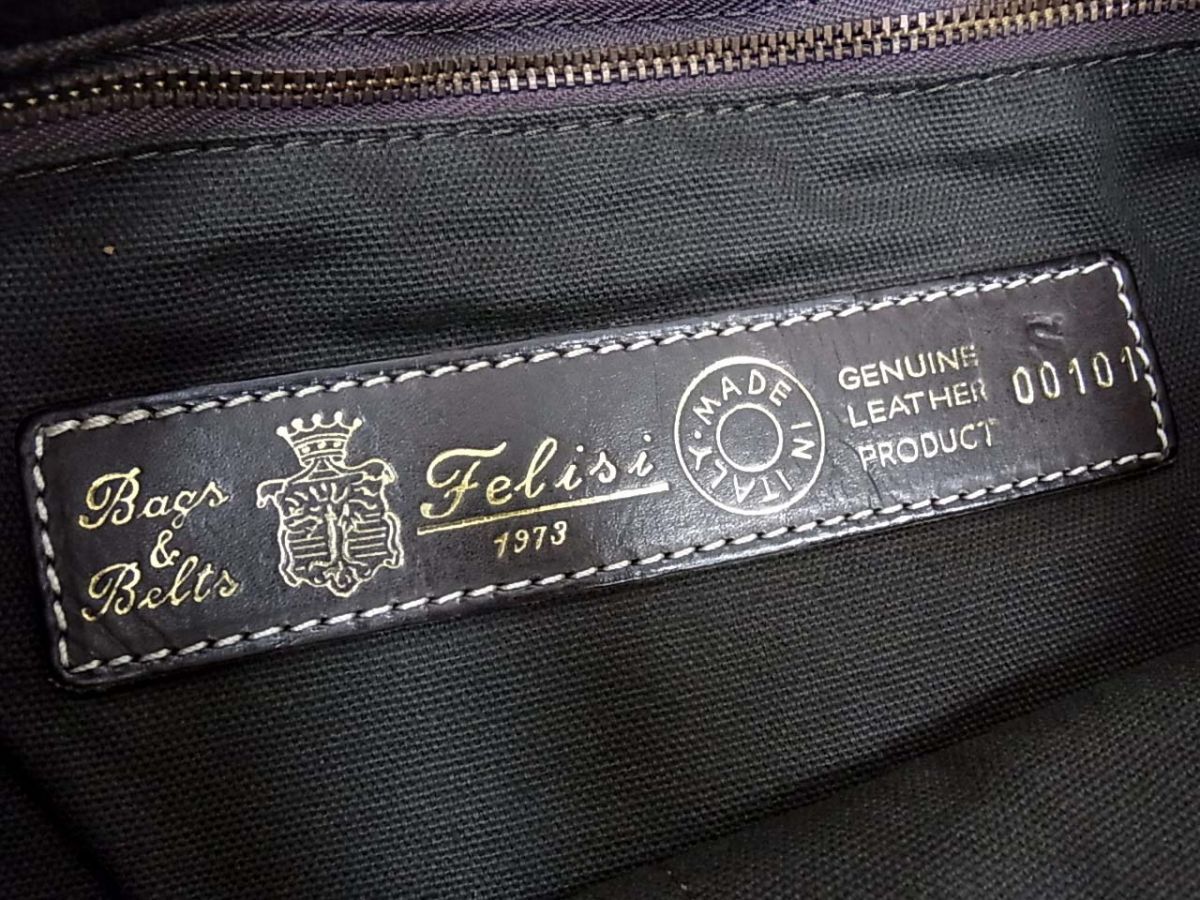 Bags
&
Belts
Felisi
1973
MADE IN ITALY
GENUINE
LEATHER
PRODUCT
00101